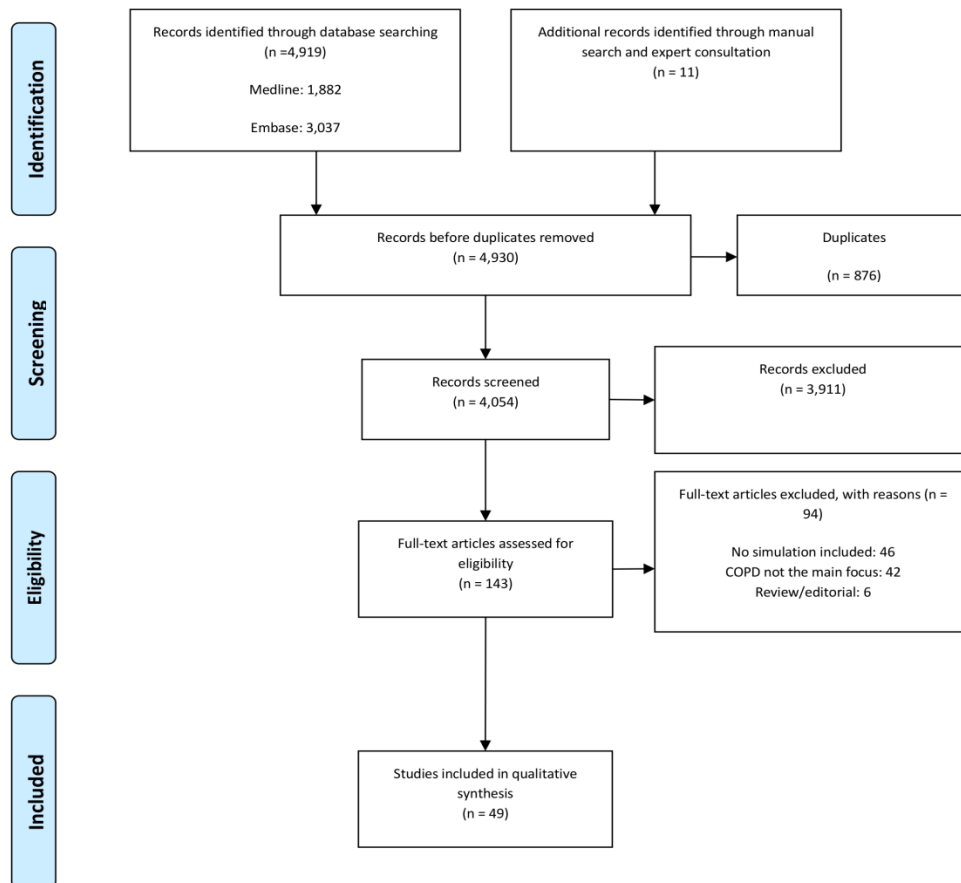 Identification
Records identified through database searching
(n =4,919)
Medline: 1,882
Embase: 3,037
Additional records identified through manual
search and expert consultation
(n = 11)
Records before duplicates removed
(n = 4,930)
Duplicates
(n = 876)
Screening
Records screened
(n = 4,054)
Records excluded
(n = 3,911)
Eligibility
Full-text articles assessed for
eligibility
(n = 143)
Full-text articles excluded, with reasons (n =
94)
No simulation included: 46
COPD not the main focus: 42
Review/editorial: 6
Included
Studies included in qualitative
synthesis
(n = 49)